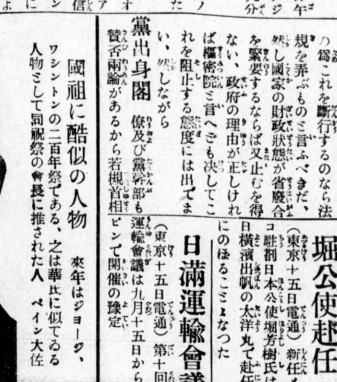 の爲これを斷行するのなら法
規を弄ぶものと言ふべきだ、
然し國家の財政狀態が省廢合
を緊要するならば又止むを得
ない、政府の理由が正しけれ
ば樞密院と言へども決してこ
れを阻止する態度には出でま
い、然しながら
黨出身閣 僚及び黨幹部も
贊否兩論があるから若槻首相
堀公使赴任
(東京十五日電通)新任メ
コ駐剳日本公使堀芳樹氏は
日橫濱出帆の太洋丸で赴任
にのぼることゝなつた
日滿運輸會議
(東京十五日電通)第十回
運輸會議は九月十五日から
ビンで開催の豫定
國祖に酷似の人物 來年はジョージ、
ワシントンの二百年祭である、之は華氏に似てゐる
人物として同祝祭の會長に推された人 ペイン大佐